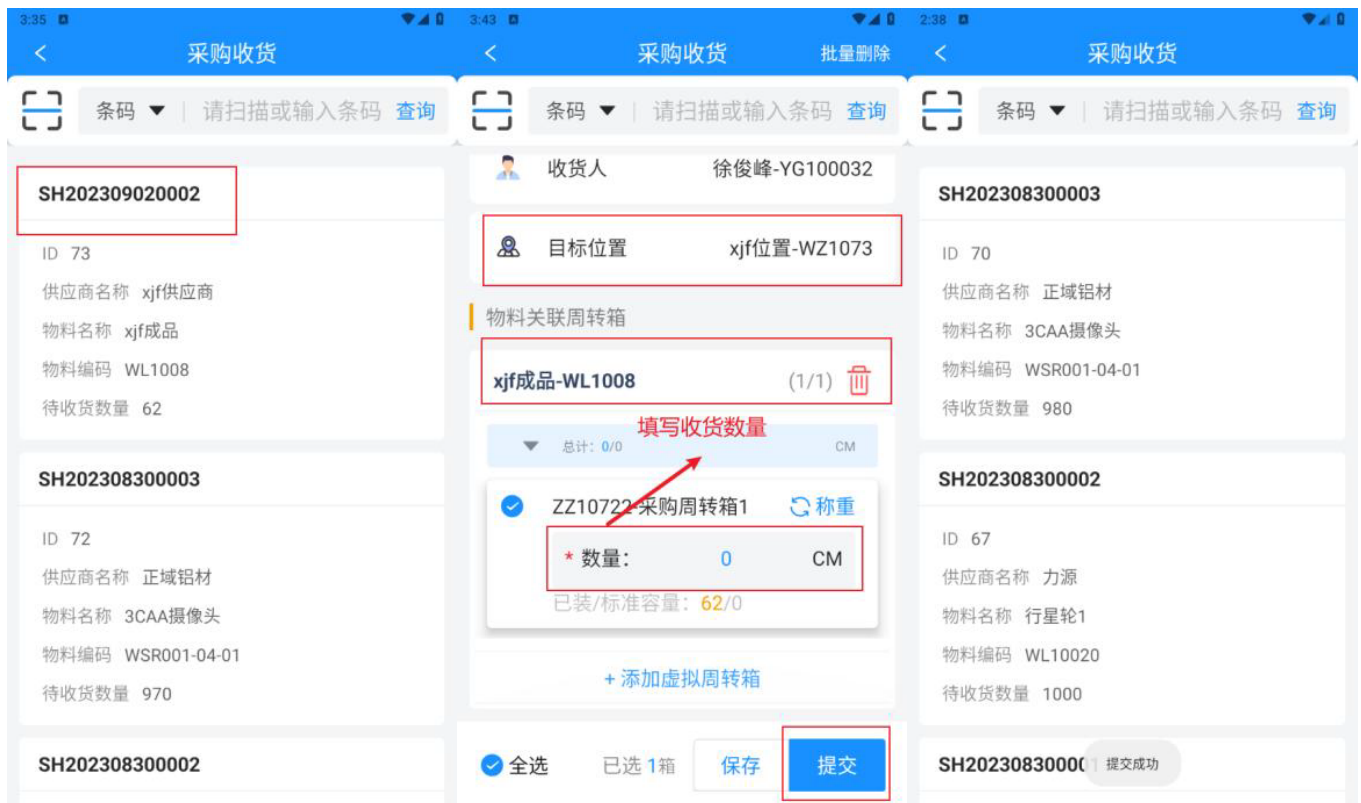 3:35
采购收货
条码
请扫描或输入条码
查询
SH202309020002
ID 73
供应商名称 xjf供应商
物料名称 xjf成品
物料编码 WL1008
待收货数量 62
SH202308300003
ID 72
供应商名称 正域铝材
物料名称 3CAA摄像头
物料编码 WSR001-04-01
待收货数量 970
SH202308300002
3:43
采购收货
批量删除
条码
请扫描或输入条码
查询
收货人 徐俊峰-YG100032
目标位置 xjf位置-WZ1073
物料关联周转箱
xjf成品-WL1008 (1/1)
填写收货数量
总计: 0/0 CM
ZZ10722-采购周转箱1 称重
* 数量: 0 CM
已装/标准容量: 62/0
+ 添加虚拟周转箱
全选 已选 1箱 保存 提交
2:38
采购收货
条码
请扫描或输入条码
查询
SH202308300003
ID 70
供应商名称 正域铝材
物料名称 3CAA摄像头
物料编码 WSR001-04-01
待收货数量 980
SH202308300002
ID 67
供应商名称 力源
物料名称 行星轮1
物料编码 WL10020
待收货数量 1000
SH202308300001
提交成功